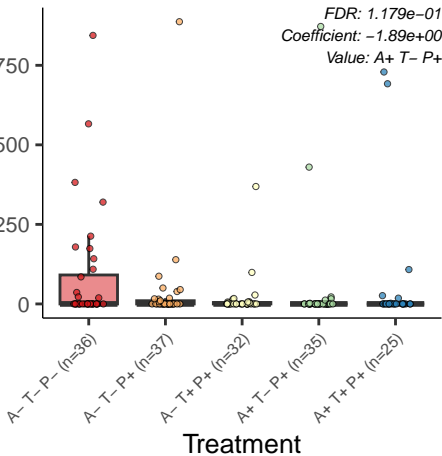 FDR: 1.179e−01
Coefficient: −1.89e+00
Value: A+ T− P+
750
500
250
0
A− T− P− (n=36)
A− T− P+ (n=37)
A− T+ P+ (n=32)
A+ T− P+ (n=35)
A+ T+ P+ (n=25)
Treatment